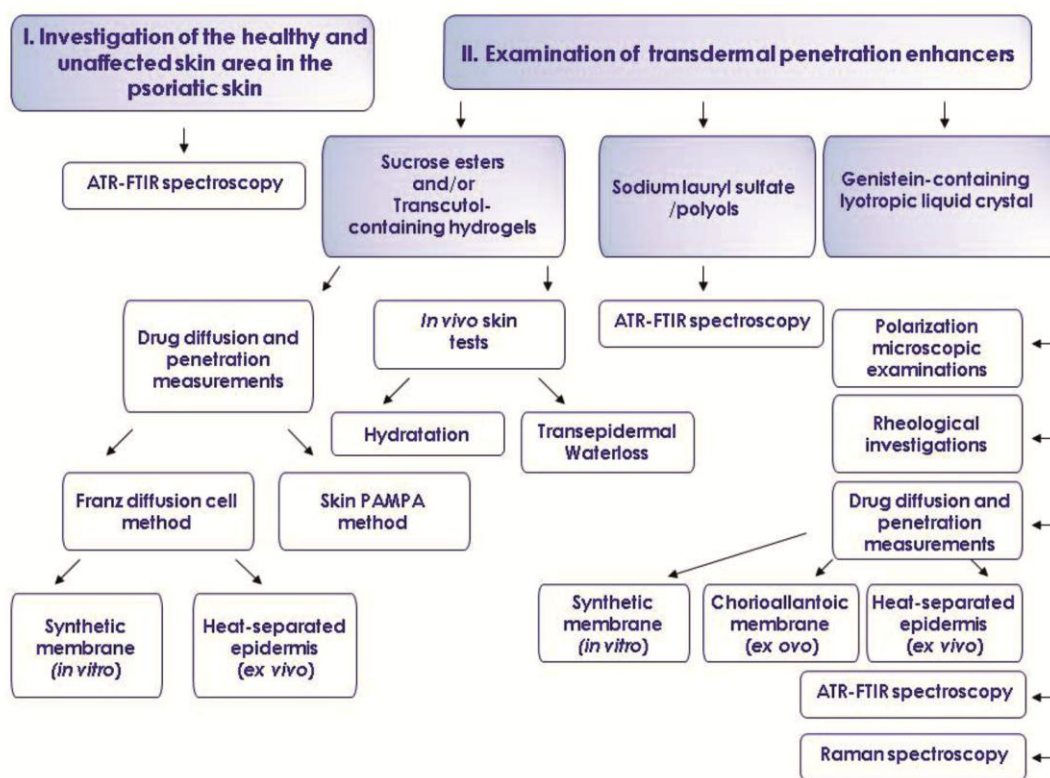 I. Investigation of the healthy and
unaffected skin area in the
psoriatic skin
II. Examination of transdermal penetration enhancers
ATR-FTIR spectroscopy
Sucrose esters
and/or
Transcutol-
containing hydrogels
Sodium lauryl sulfate
/polyols
Genistein-containing
lyotropic liquid crystal
Drug diffusion and
penetration
measurements
In vivo skin
tests
ATR-FTIR spectroscopy
Polarization
microscopic
examinations
Hydratation
Transepidermal
Waterloss
Rheological
investigations
Franz diffusion cell
method
Skin PAMPA
method
Drug diffusion and
penetration
measurements
Synthetic
membrane
(in vitro)
Heat-separated
epidermis
(ex vivo)
Synthetic
membrane
(in vitro)
Chorioallantoic
membrane
(ex ovo)
Heat-separated
epidermis
(ex vivo)
ATR-FTIR spectroscopy
Raman spectroscopy